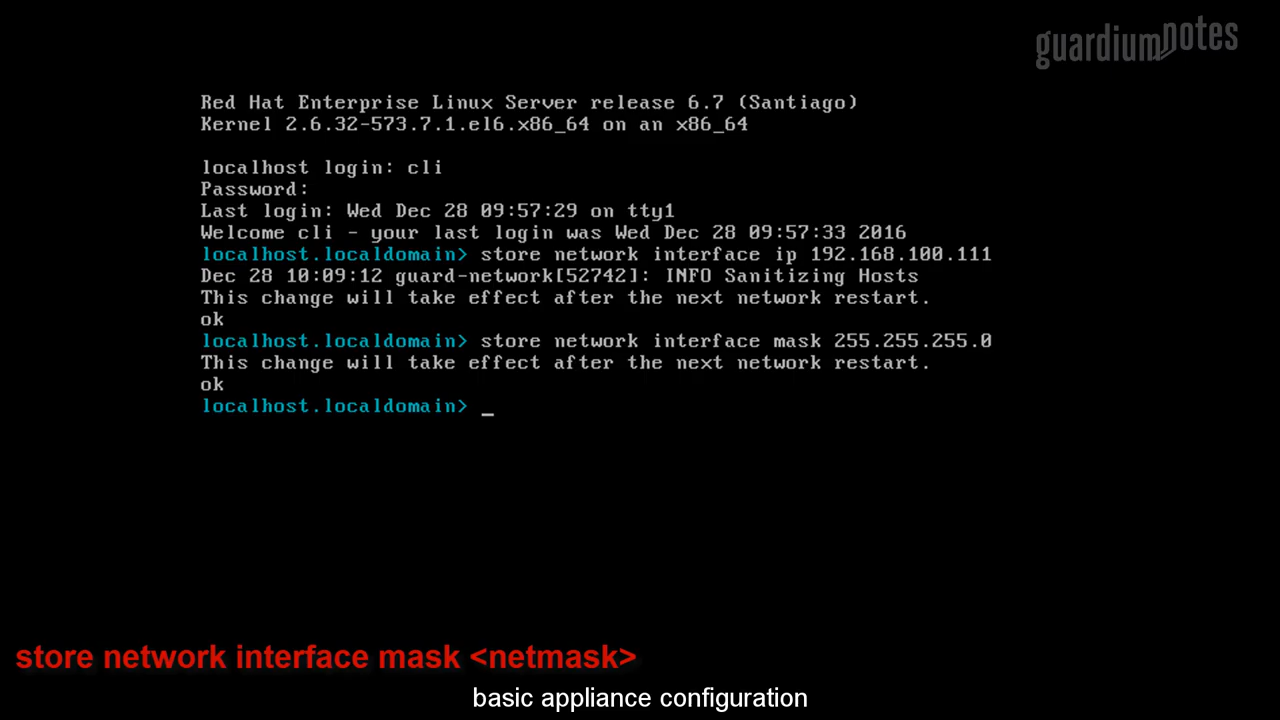 guardiumnotes
Red Hat Enterprise Linux Server release 6.7 (Santiago)
Kernel 2.6.32-573.7.1.el6.x86_64 on an x86_64
localhost login: cli
Password:
Last login: Wed Dec 28 09:57:29 on tty1
Welcome cli - your last login was Wed Dec 28 09:57:33 2016
localhost.localdomain> store network interface ip 192.168.100.111
Dec 28 10:09:12 guard-network[52742]: INFO Sanitizing Hosts
This change will take effect after the next network restart.
ok
localhost.localdomain> store network interface mask 255.255.255.0
This change will take effect after the next network restart.
ok
localhost.localdomain> _
store network interface mask <netmask>
basic appliance configuration